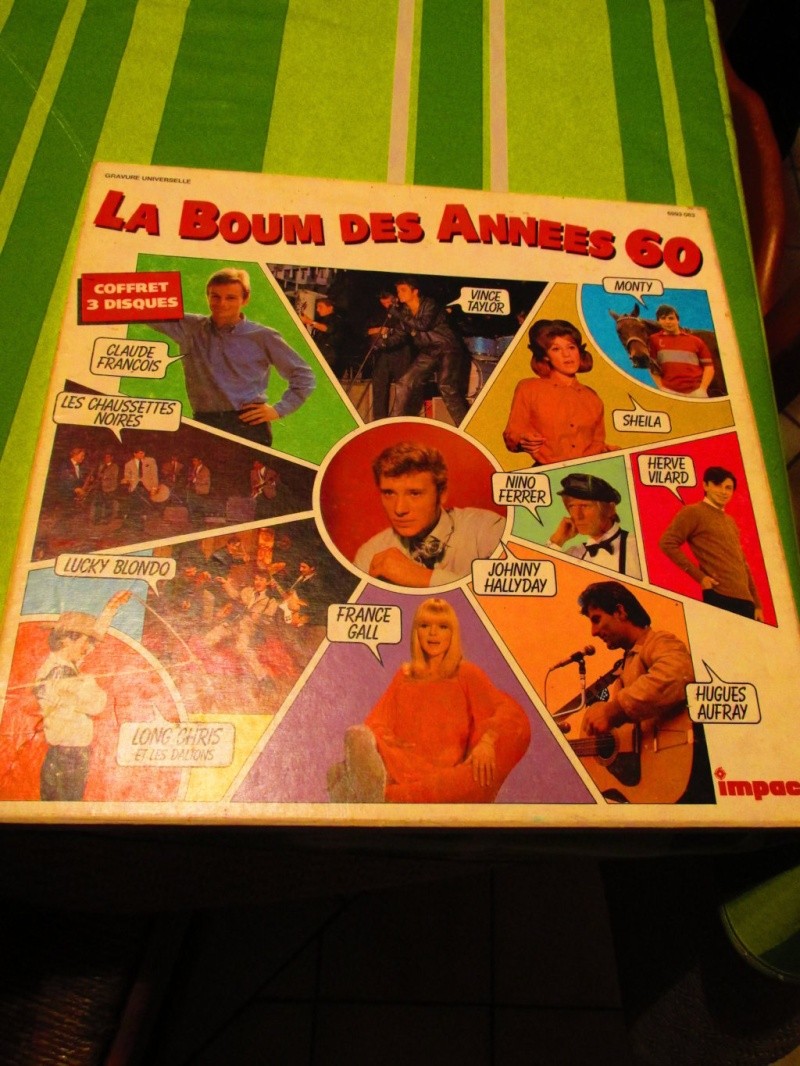 GRAVURE UNIVERSELLE
LA BOUM DES ANNEES 60
COFFRET
3 DISQUES
CLAUDE
FRANCOIS
VINCE
TAYLOR
MONTY
SHEILA
LES CHAUSSETTES
NOIRES
NINO
FERRER
HERVE
VILARD
JOHNNY
HALLYDAY
LUCKY BLONDO
FRANCE
GALL
HUGUES
AUFRAY
LONG CHRIS
ET LES DALTONS
impac